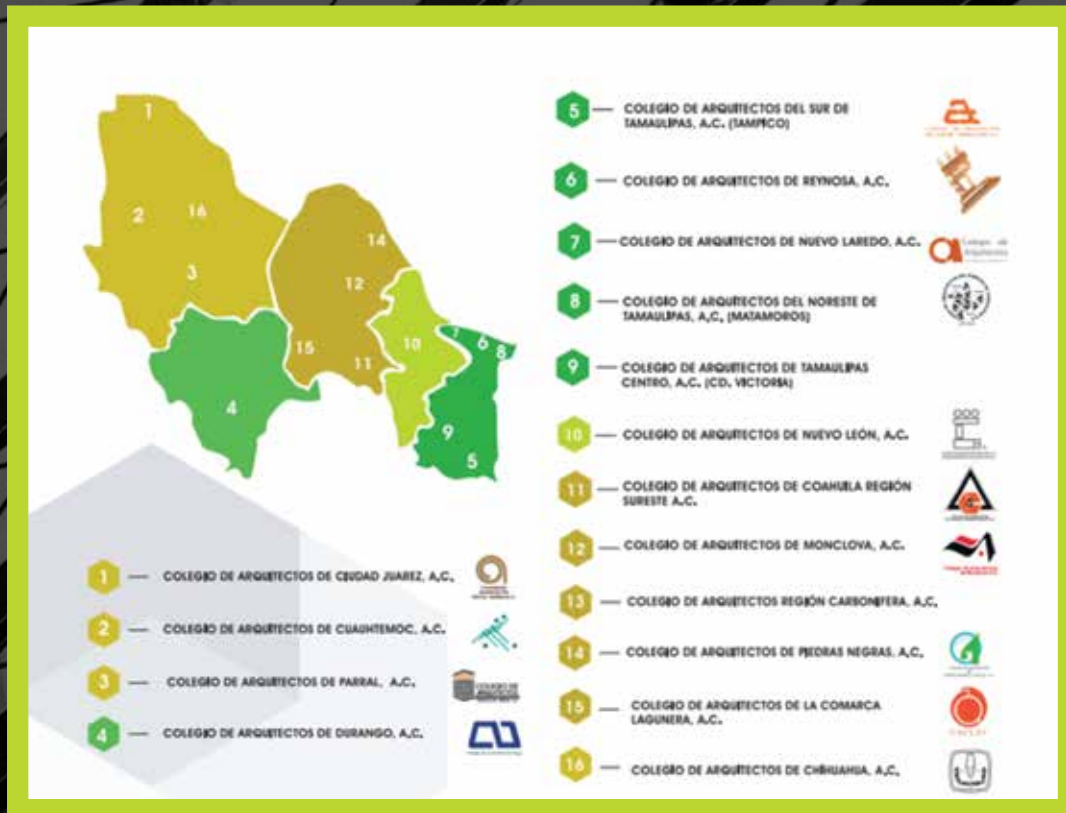 1
2
16
3
14
12
15
11
10
7
6
8
4
9
5
1 — COLEGIO DE ARQUITECTOS DE CIUDAD JUAREZ, A.C.
2 — COLEGIO DE ARQUITECTOS DE CUAUHTEMOC, A.C.
3 — COLEGIO DE ARQUITECTOS DE PARRAL, A.C.
COLEGIO DE
4 — COLEGIO DE ARQUITECTOS DE DURANGO, A.C.
5 — COLEGIO DE ARQUITECTOS DEL SUR DE
TAMAULIPAS, A.C. (TAMPICO)
6 — COLEGIO DE ARQUITECTOS DE REYNOSA, A.C.
7 — COLEGIO DE ARQUITECTOS DE NUEVO LAREDO, A.C.
Colegio de
Arquitectos
8 — COLEGIO DE ARQUITECTOS DEL NORESTE DE
TAMAULIPAS, A.C. (MATAMOROS)
9 — COLEGIO DE ARQUITECTOS DE TAMAULIPAS
CENTRO, A.C. (CD. VICTORIA)
10 — COLEGIO DE ARQUITECTOS DE NUEVO LEÓN, A.C.
11 — COLEGIO DE ARQUITECTOS DE COAHUILA REGIÓN
SURESTE A.C.
12 — COLEGIO DE ARQUITECTOS DE MONCLOVA, A.C.
13 — COLEGIO DE ARQUITECTOS REGIÓN CARBONIFERA, A.C.
14 — COLEGIO DE ARQUITECTOS DE PIEDRAS NEGRAS, A.C.
15 — COLEGIO DE ARQUITECTOS DE LA COMARCA
LAGUNERA, A.C.
16 — COLEGIO DE ARQUITECTOS DE CHIHUAHUA, A.C.